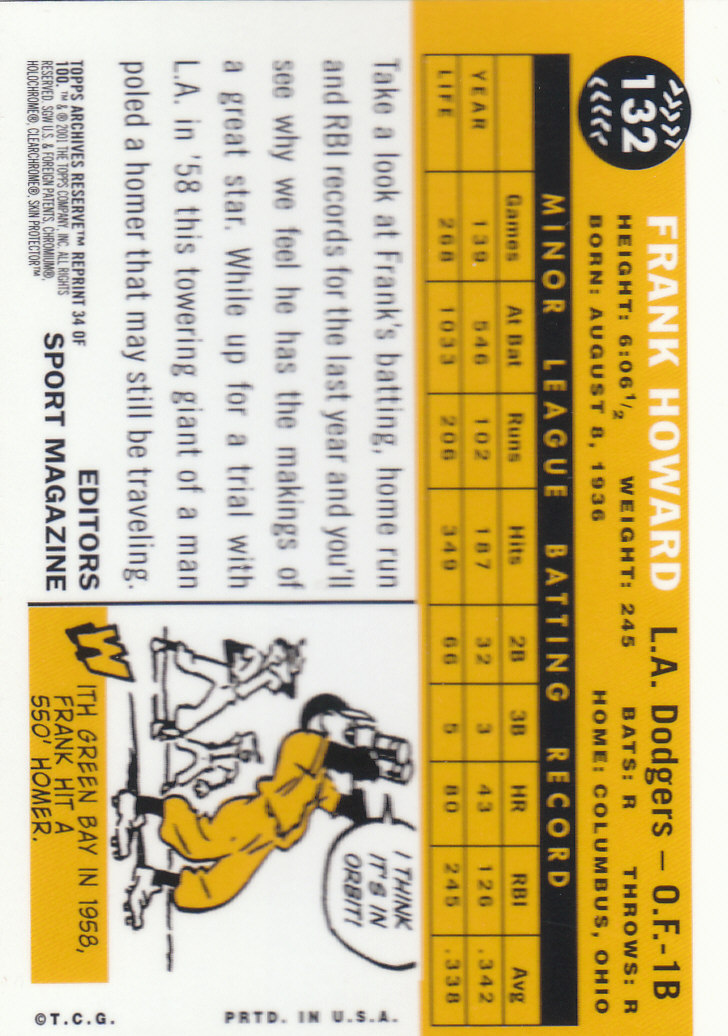 132
FRANK HOWARD L.A. Dodgers — O.F.-1B
HEIGHT: 6:06½ WEIGHT: 245 BATS: R THROWS: R
BORN: AUGUST 8, 1936 HOME: COLUMBUS, OHIO
MINOR LEAGUE BATTING RECORD
Games At Bat Runs Hits 2B 3B HR RBI Avg
YEAR 139 546 102 187 32 3 43 126 .342
LIFE 268 1033 206 349 66 5 80 245 .338
Take a look at Frank's batting, home run
and RBI records for the last year and you'll
see why we feel he has the makings of
a great star. While up for a trial with
L.A. in '58 this towering giant of a man
poled a homer that may still be traveling.
EDITORS
SPORT MAGAZINE
TOPPS ARCHIVES RESERVE™ REPRINT 34 OF
100. ™ & © 2001 THE TOPPS COMPANY, INC. ALL RIGHTS
RESERVED. SGW U.S. & FOREIGN PATENTS, CHROMIUM®,
HOLOCHROME®, CLEARCHROME®, SKIN PROTECTOR™
I THINK
IT'S IN
ORBIT!
WITH GREEN BAY IN 1958,
FRANK HIT A
550' HOMER.
©T.C.G. PRTD. IN U.S.A.